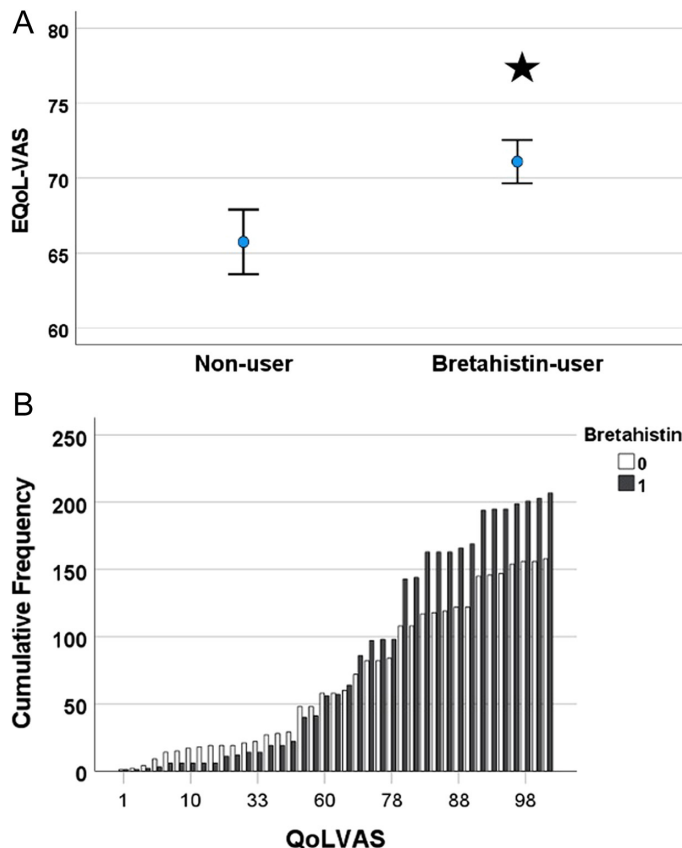 A
80
75
70
65
60
EQoL-VAS
Non-user
Bretahistin-user
B
250
200
150
100
50
0
Cumulative Frequency
1
10
33
60
78
88
98
QoLVAS
Bretahistin
0
1